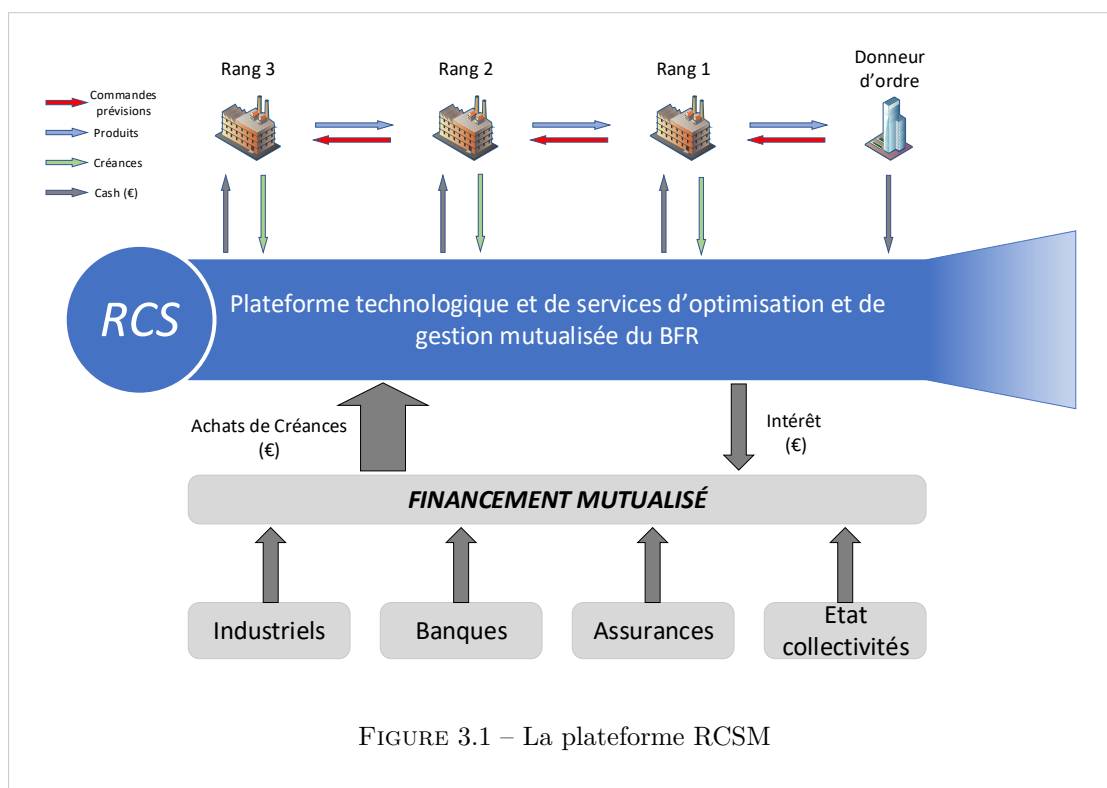 Rang 3
Rang 2
Rang 1
Donneur
d’ordre
Commandes
prévisions
Produits
Créances
Cash (€)
RCS
Plateforme technologique et de services d’optimisation et de
gestion mutualisée du BFR
Achats de Créances
(€)
Intérêt
(€)
FINANCEMENT MUTUALISÉ
Industriels
Banques
Assurances
Etat
collectivités
FIGURE 3.1 – La plateforme RCSM